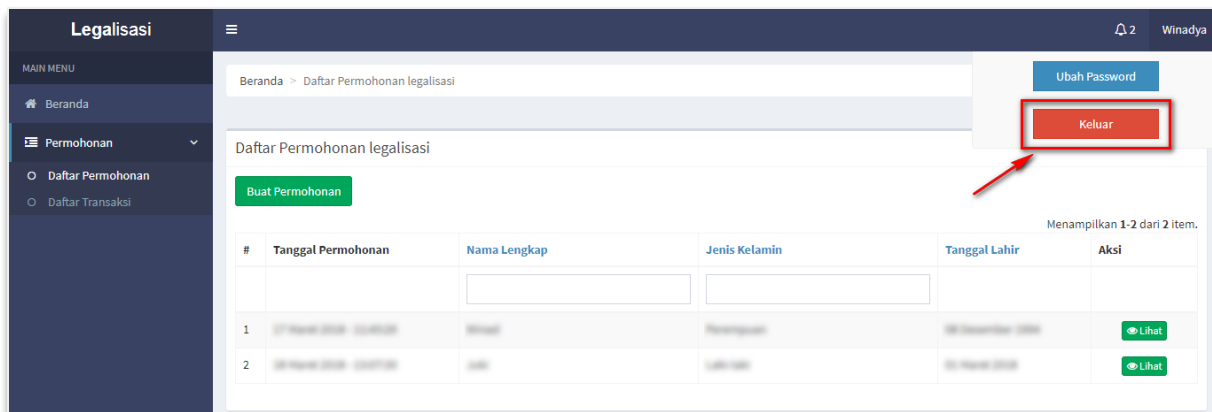 Legalisasi
2 Winadya
MAIN MENU
Beranda > Daftar Permohonan legalisasi
Ubah Password
Beranda
Keluar
Permohonan
Daftar Permohonan legalisasi
Daftar Permohonan
Buat Permohonan
Daftar Transaksi
Menampilkan 1-2 dari 2 item.
# Tanggal Permohonan Nama Lengkap Jenis Kelamin Tanggal Lahir Aksi
1 Lihat
2 Lihat